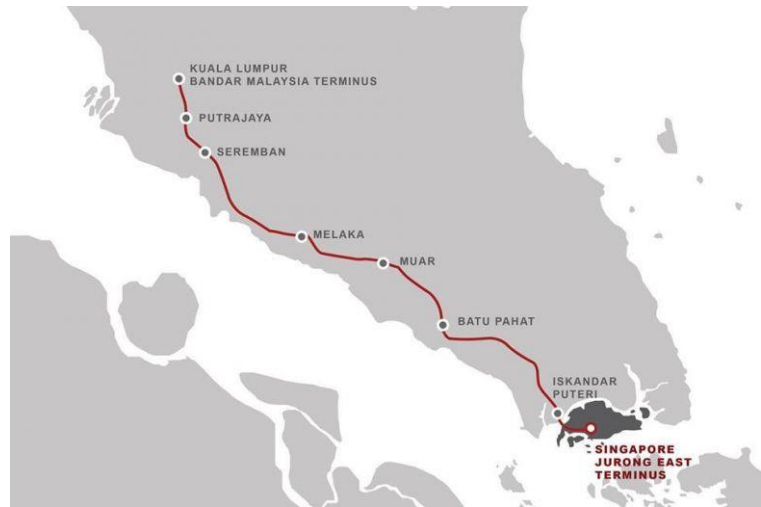 KUALA LUMPUR
BANDAR MALAYSIA TERMINUS
PUTRAJAYA
SEREMBAN
MELAKA
MUAR
BATU PAHAT
ISKANDAR
PUTERI
SINGAPORE
JURONG EAST
TERMINUS